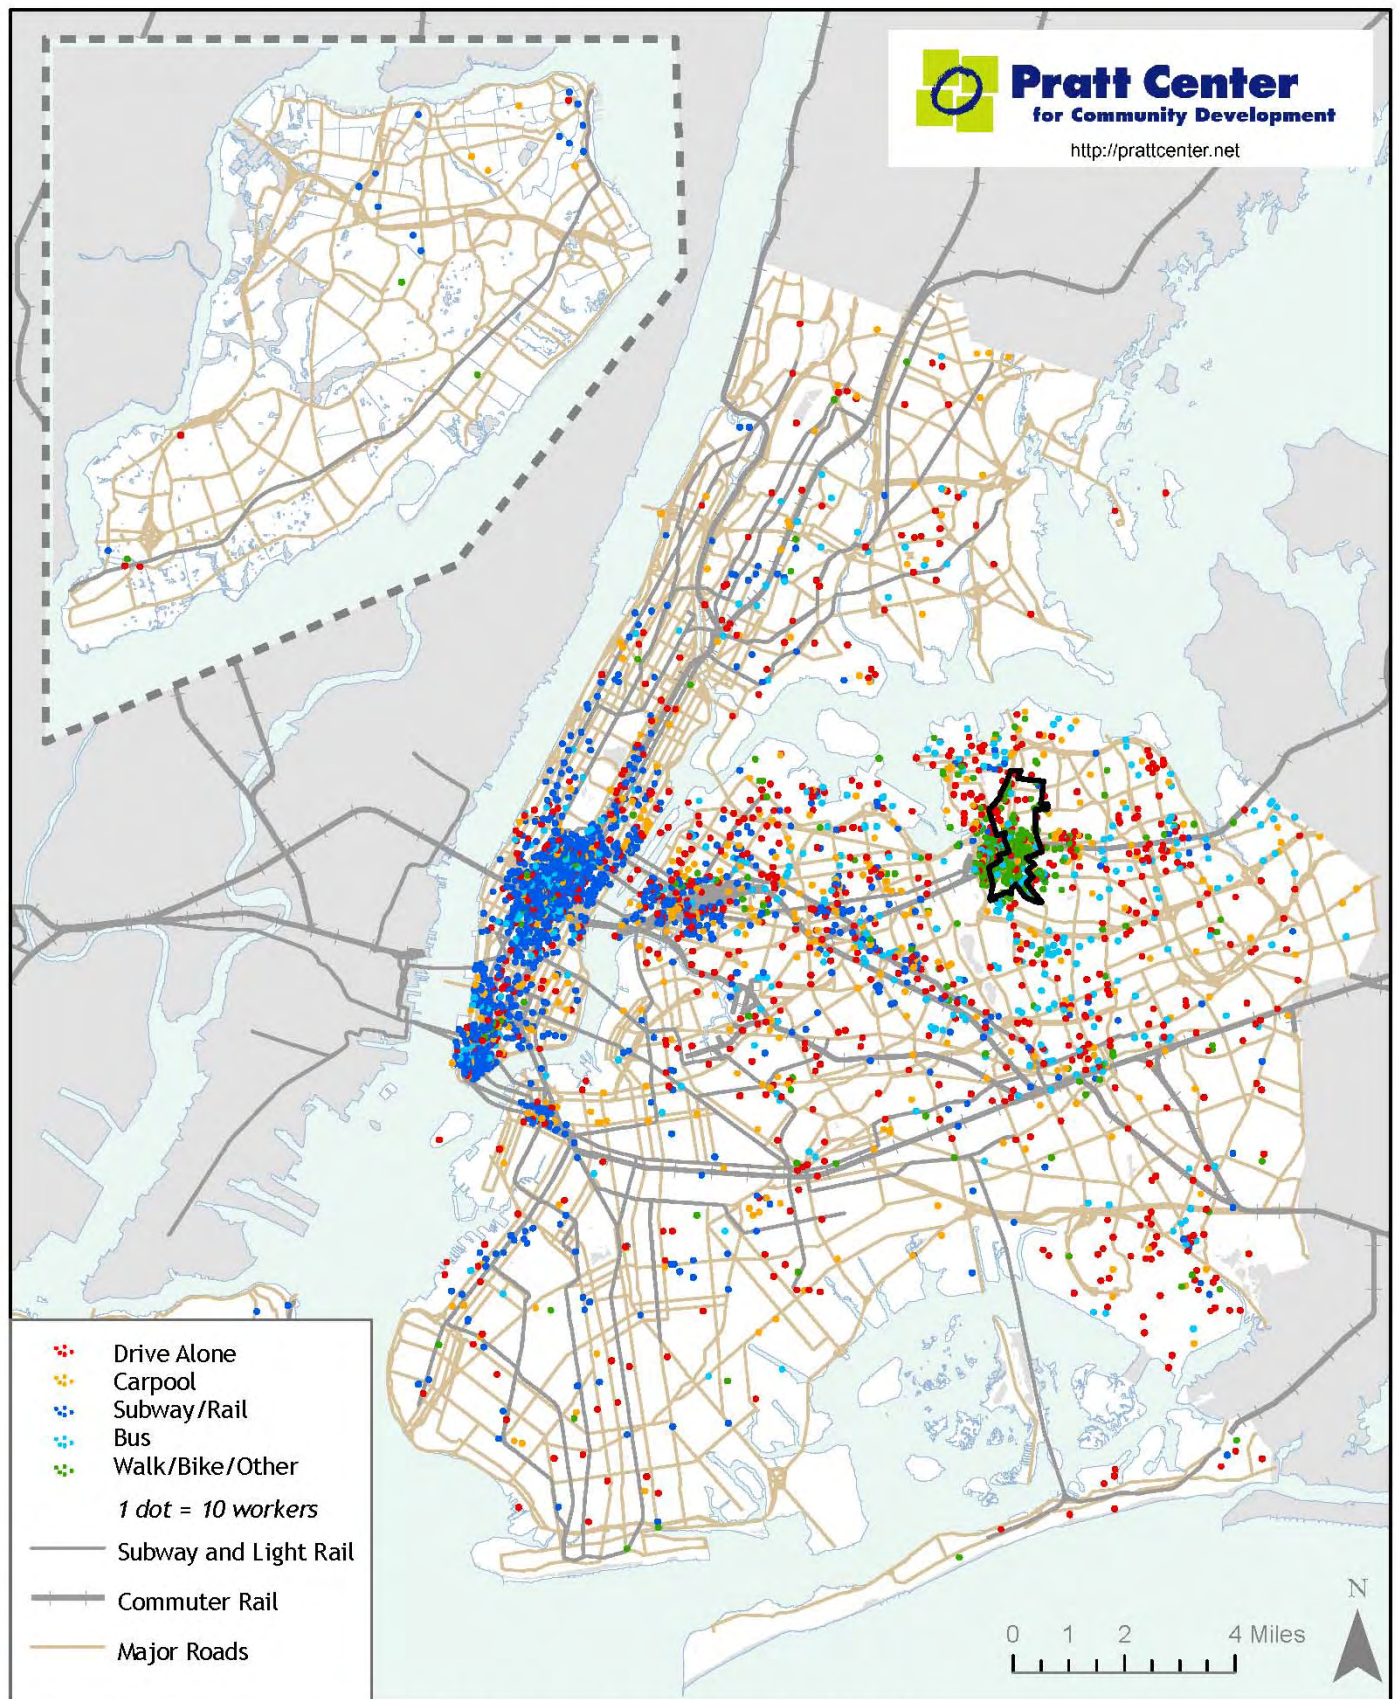 Pratt Center
for Community Development
http://prattcenter.net
Drive Alone
Carpool
Subway/Rail
Bus
Walk/Bike/Other
1 dot = 10 workers
Subway and Light Rail
Commuter Rail
Major Roads
N
0 1 2 4 Miles